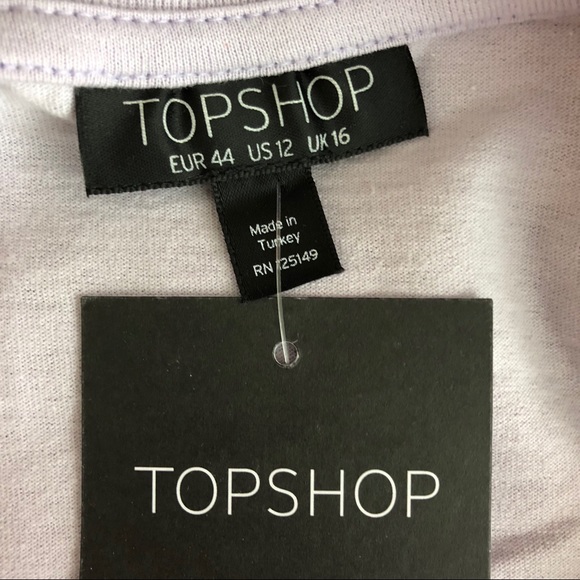 TOPSHOP
EUR 44 US 12 UK 16
Made in
Turkey
RN 125149
TOPSHOP